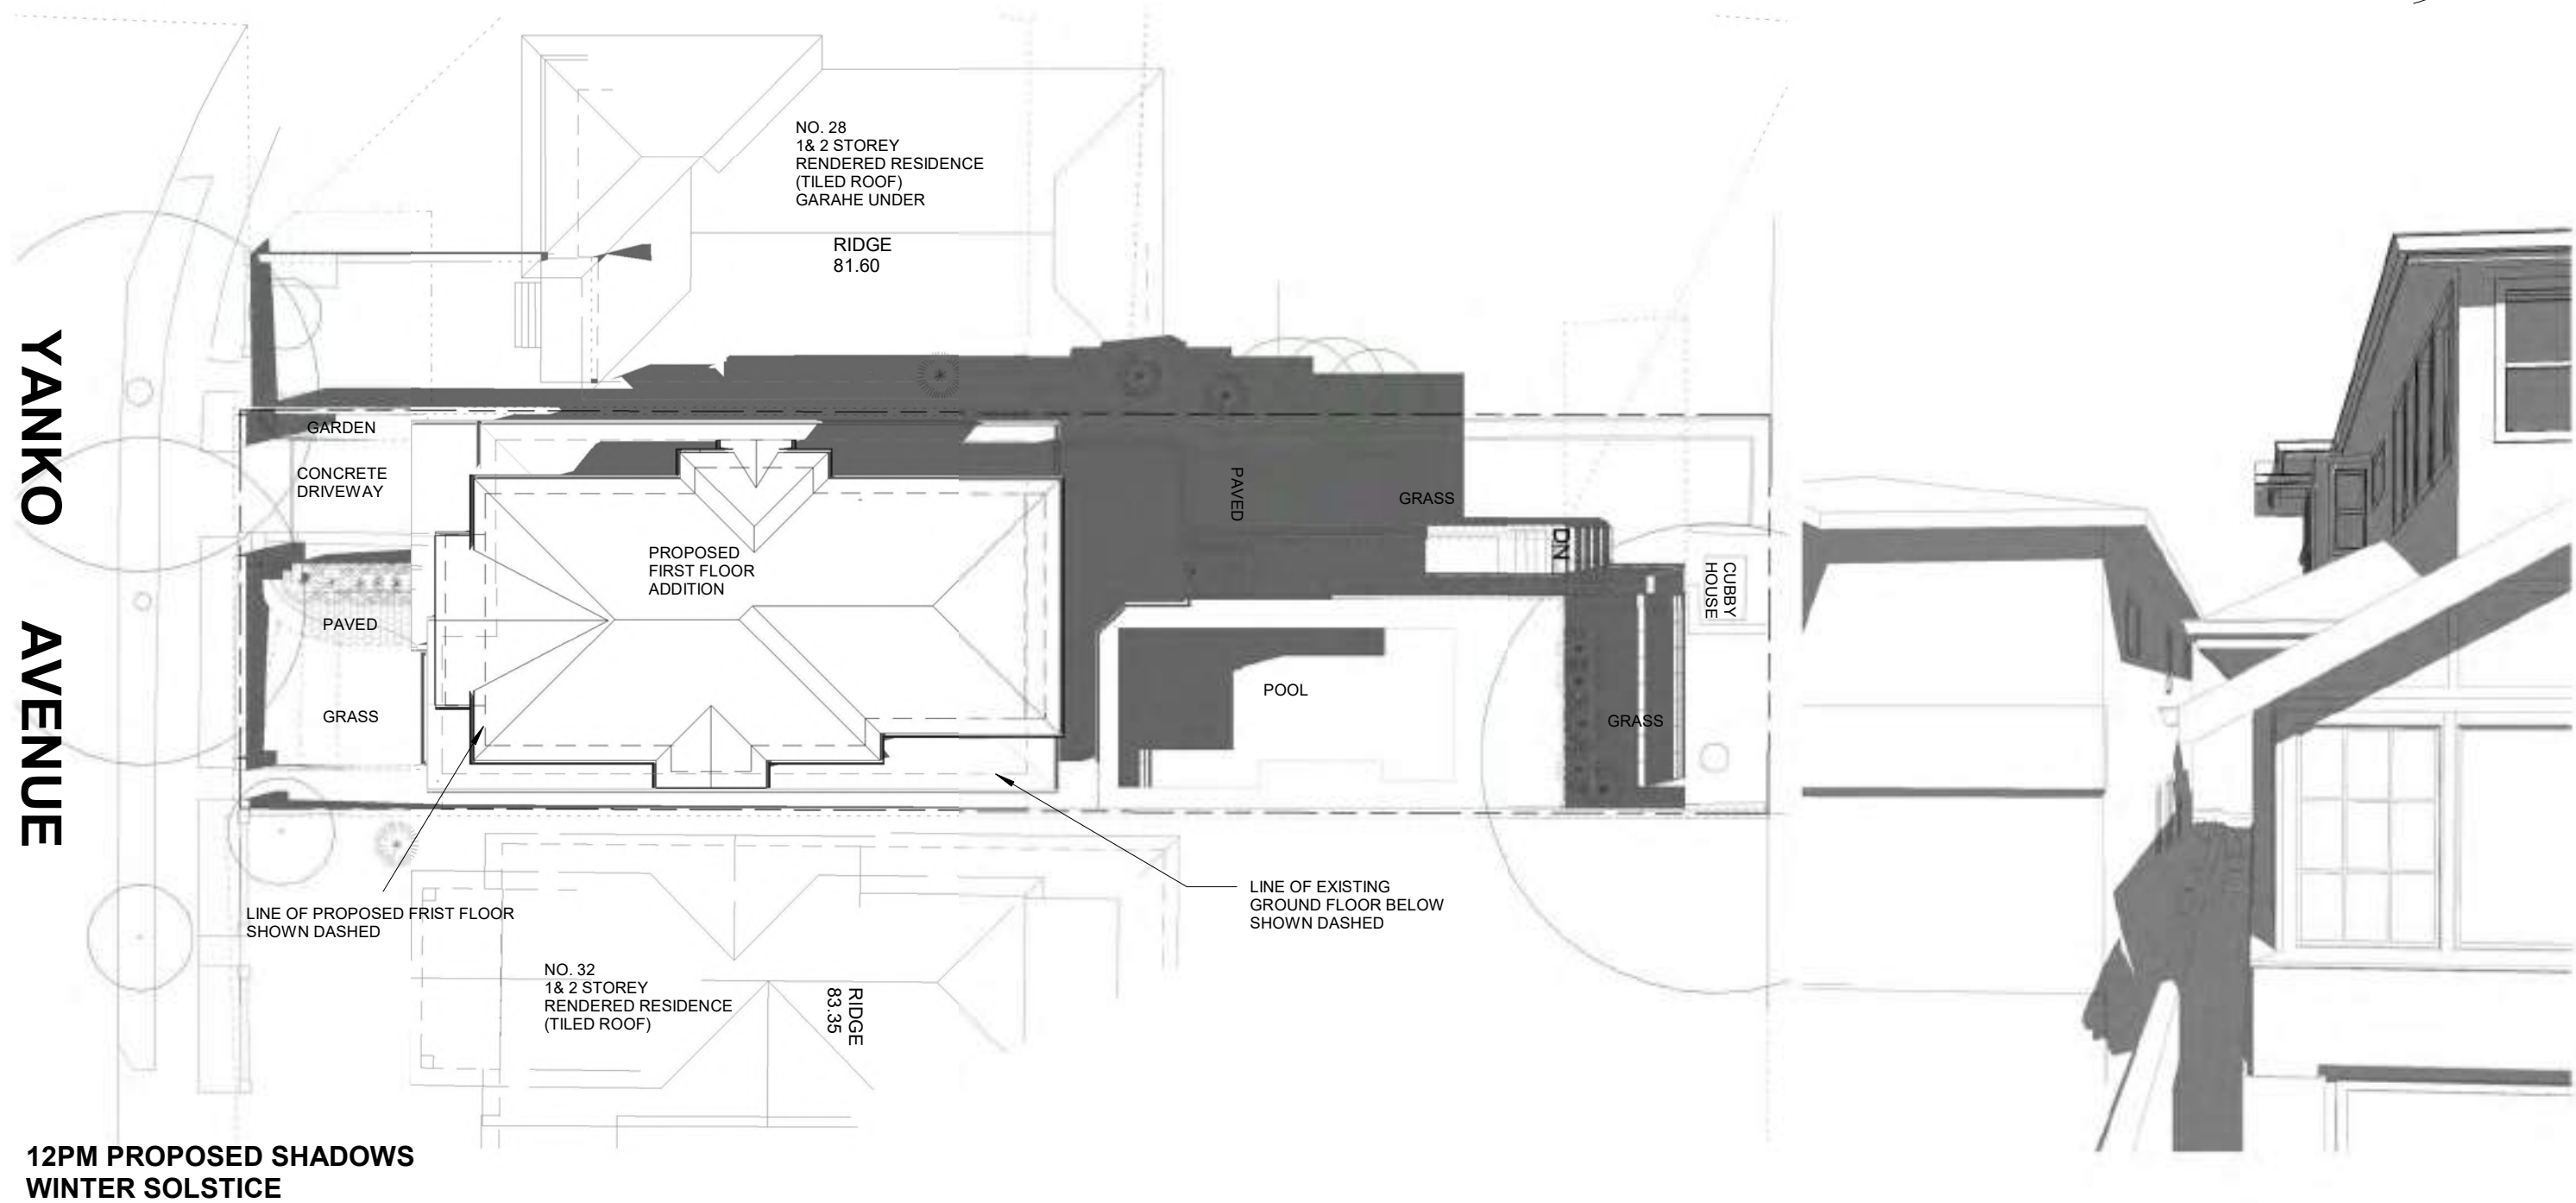 NO. 28
1& 2 STOREY
RENDERED RESIDENCE
(TILED ROOF)
GARAHE UNDER
RIDGE
81.60
YANKO AVENUE
GARDEN
CONCRETE
DRIVEWAY
PAVED
GRASS
PROPOSED
FIRST FLOOR
ADDITION
PAVED
GRASS
DN
CUBBY
HOUSE
POOL
GRASS
LINE OF PROPOSED FRIST FLOOR
SHOWN DASHED
LINE OF EXISTING
GROUND FLOOR BELOW
SHOWN DASHED
NO. 32
1& 2 STOREY
RENDERED RESIDENCE
(TILED ROOF)
RIDGE
83.35
12PM PROPOSED SHADOWS
WINTER SOLSTICE